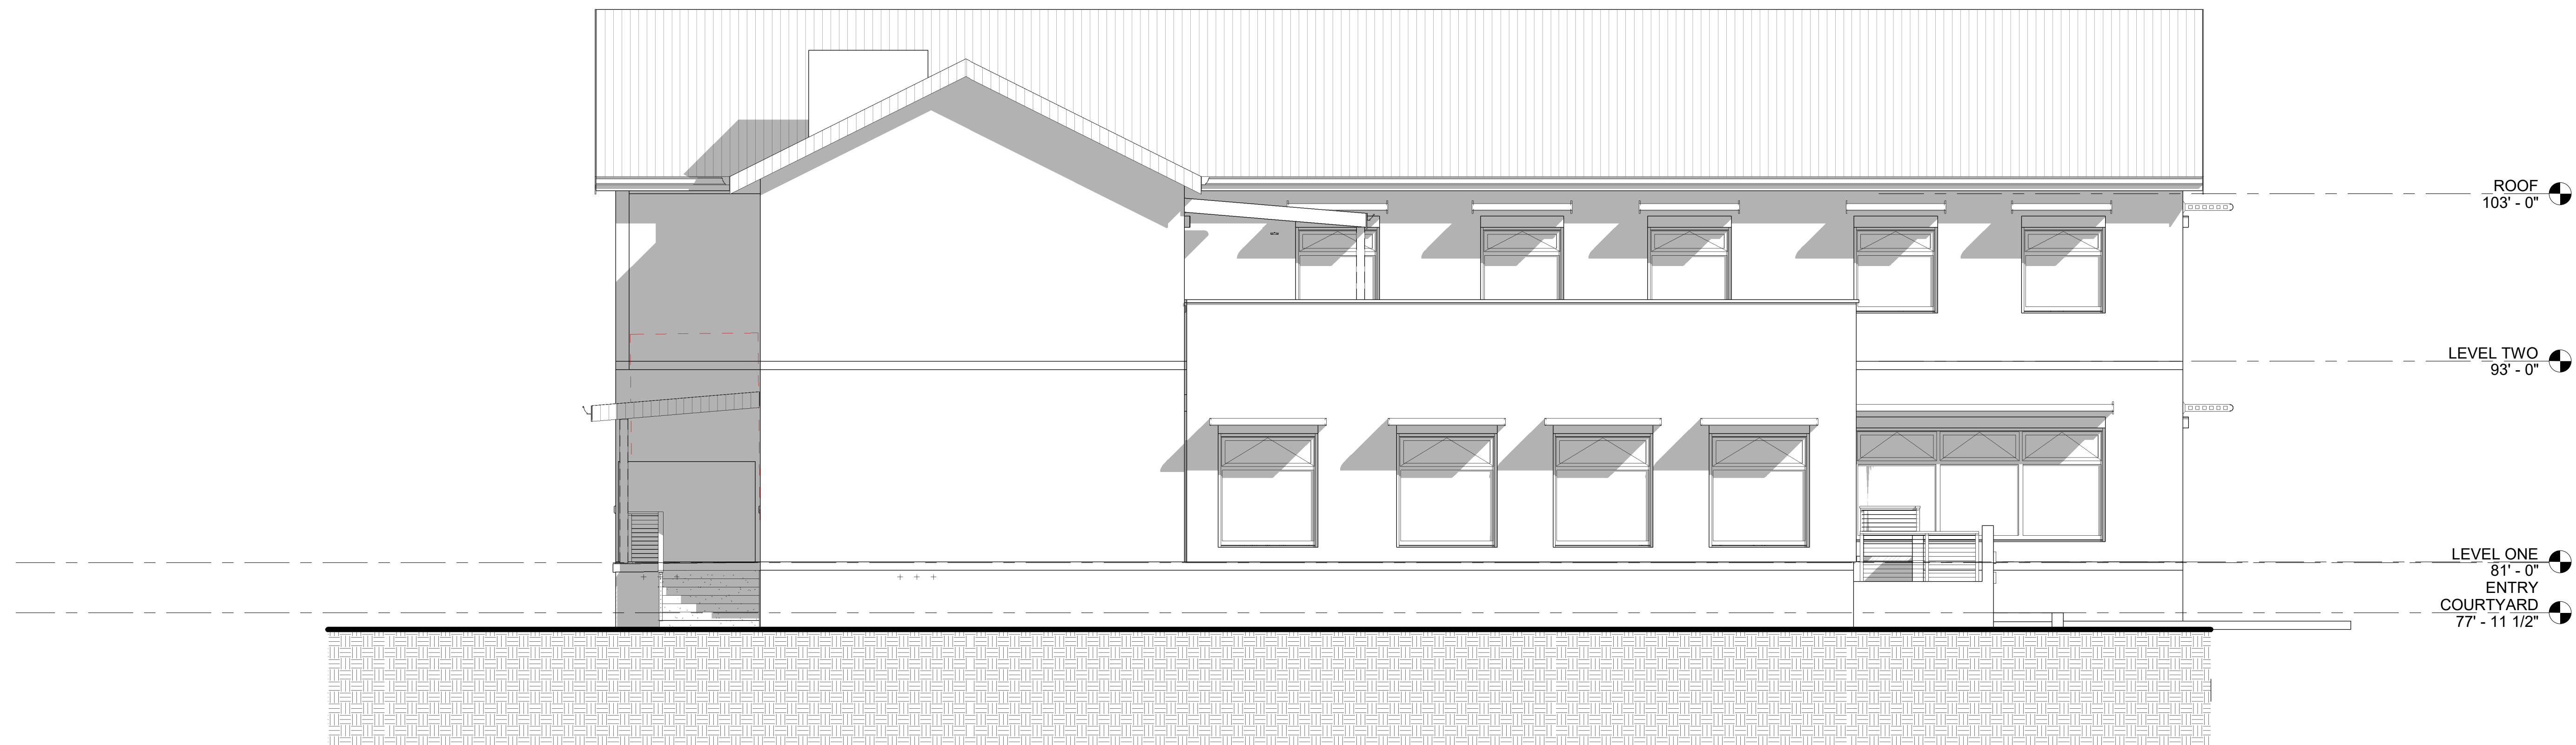 ROOF
103' - 0"
LEVEL TWO
93' - 0"
LEVEL ONE
81' - 0"
ENTRY
COURTYARD
77' - 11 1/2"